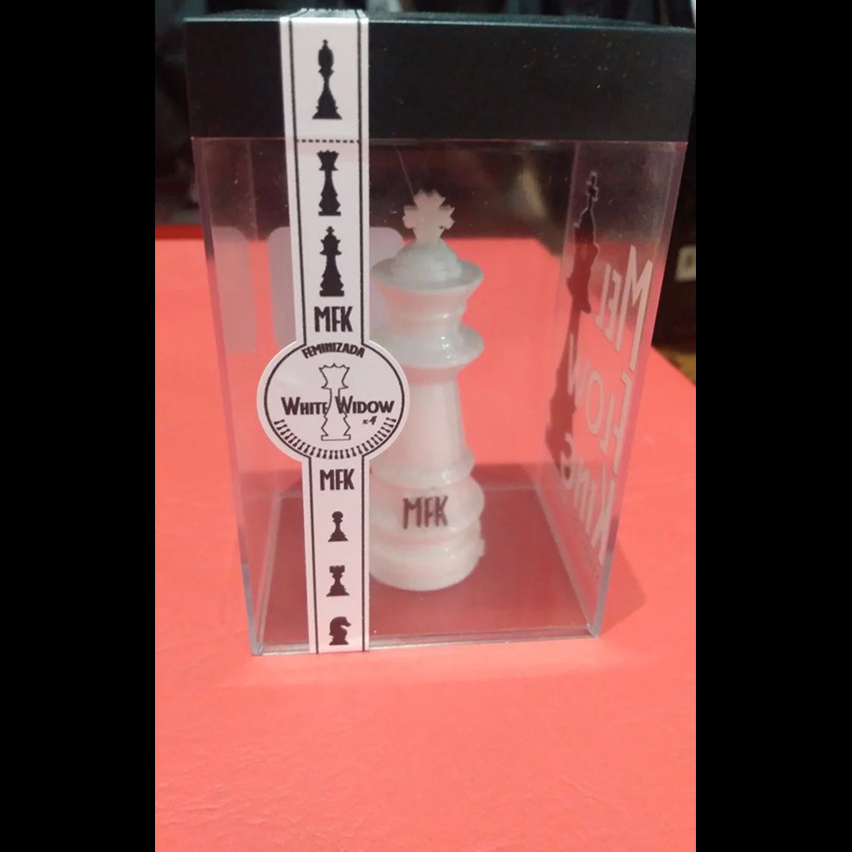 MFK
FEMINIZADA
WHITE WIDOW
x4
MFK
MFK
MEL
FLOW
KING